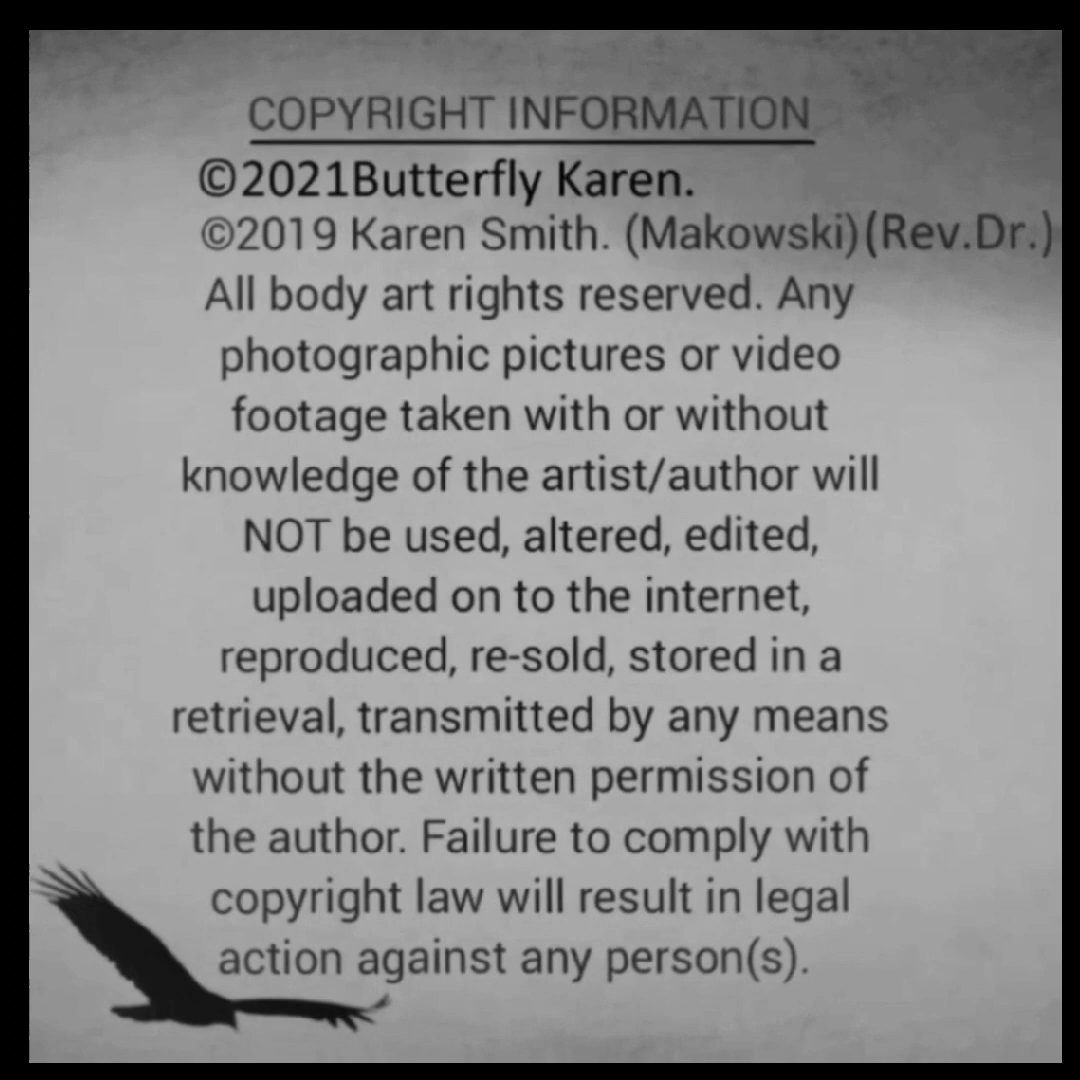 COPYRIGHT INFORMATION
©2021Butterfly Karen.
©2019 Karen Smith. (Makowski)(Rev.Dr.)
All body art rights reserved. Any
photographic pictures or video
footage taken with or without
knowledge of the artist/author will
NOT be used, altered, edited,
uploaded on to the internet,
reproduced, re-sold, stored in a
retrieval, transmitted by any means
without the written permission of
the author. Failure to comply with
copyright law will result in legal
action against any person(s).